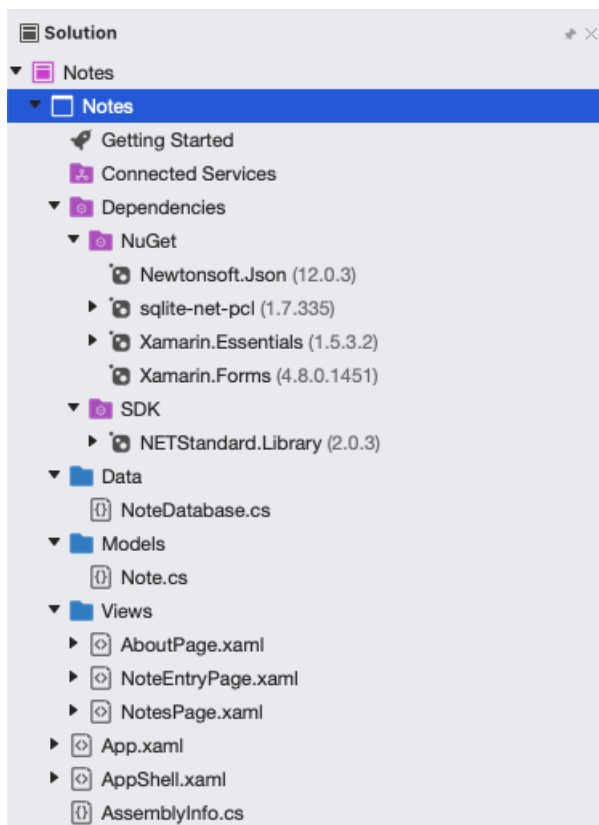 Solution
Notes
Notes
Getting Started
Connected Services
Dependencies
NuGet
Newtonsoft.Json (12.0.3)
sqlite-net-pcl (1.7.335)
Xamarin.Essentials (1.5.3.2)
Xamarin.Forms (4.8.0.1451)
SDK
NETStandard.Library (2.0.3)
Data
NoteDatabase.cs
Models
Note.cs
Views
AboutPage.xaml
NoteEntryPage.xaml
NotesPage.xaml
App.xaml
AppShell.xaml
AssemblyInfo.cs